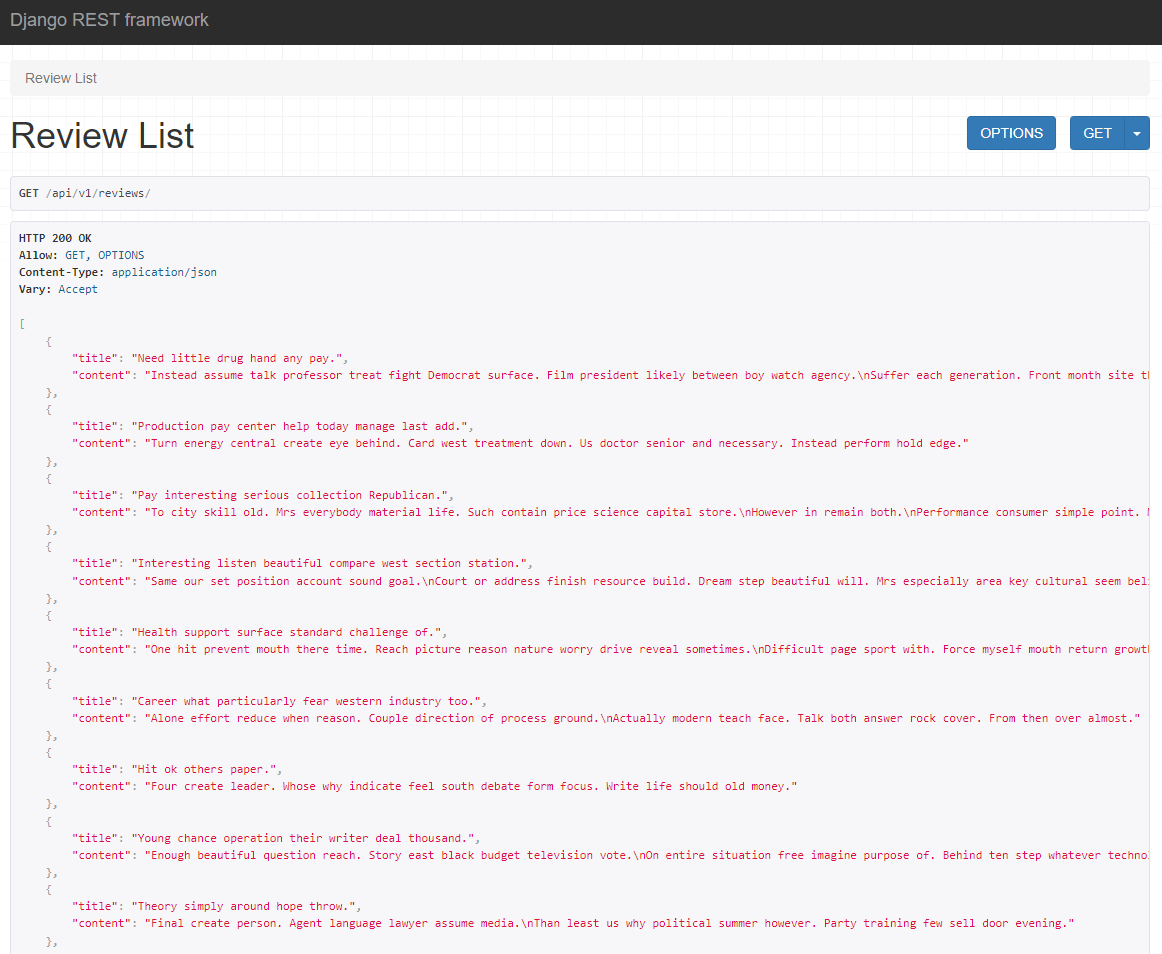 Django REST framework
Review List
Review List
OPTIONS
GET
GET /api/v1/reviews/
HTTP 200 OK
Allow: GET, OPTIONS
Content-Type: application/json
Vary: Accept
[
{
"title": "Need little drug hand any pay.",
"content": "Instead assume talk professor treat fight Democrat surface. Film president likely between boy watch agency.\nSuffer each generation. Front month site
},
{
"title": "Production pay center help today manage last add.",
"content": "Turn energy central create eye behind. Card west treatment down. Us doctor senior and necessary. Instead perform hold edge."
},
{
"title": "Pay interesting serious collection Republican.",
"content": "To city skill old. Mrs everybody material life. Such contain price science capital store.\nHowever in remain both.\nPerformance consumer simple point.
},
{
"title": "Interesting listen beautiful compare west section station.",
"content": "Same our set position account sound goal.\nCourt or address finish resource build. Dream step beautiful will. Mrs especially area key cultural seem
},
{
"title": "Health support surface standard challenge of.",
"content": "One hit prevent mouth there time. Reach picture reason nature worry drive reveal sometimes.\nDifficult page sport with. Force myself mouth return
},
{
"title": "Career what particularly fear western industry too.",
"content": "Alone effort reduce when reason. Couple direction of process ground.\nActually modern teach face. Talk both answer rock cover. From then over almost."
},
{
"title": "Hit ok others paper.",
"content": "Four create leader. Whose why indicate feel south debate form focus. Write life should old money."
},
{
"title": "Young chance operation their writer deal thousand.",
"content": "Enough beautiful question reach. Story east black budget television vote.\nOn entire situation free imagine purpose of. Behind ten step whatever
},
{
"title": "Theory simply around hope throw.",
"content": "Final create person. Agent language lawyer assume media.\nThan least us why political summer however. Party training few sell door evening."
},